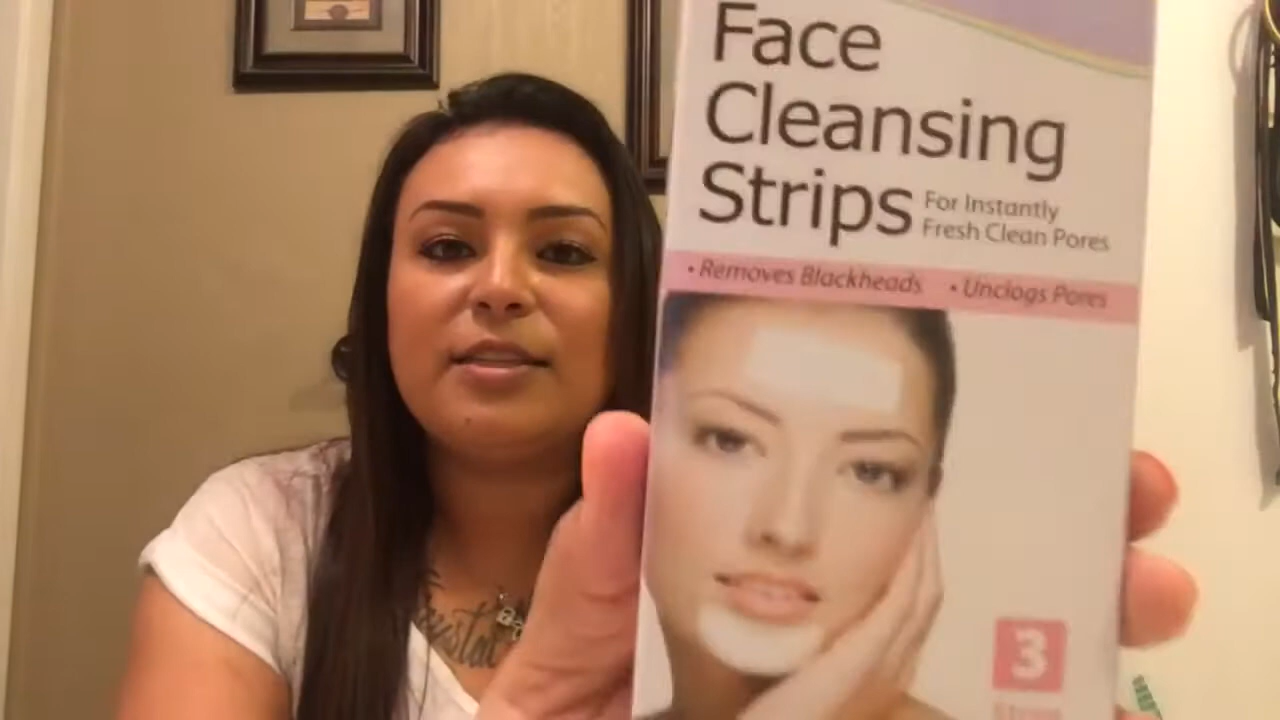 Face
Cleansing
Strips
For Instantly
Fresh Clean Pores
• Removes Blackheads • Unclogs Pores
3